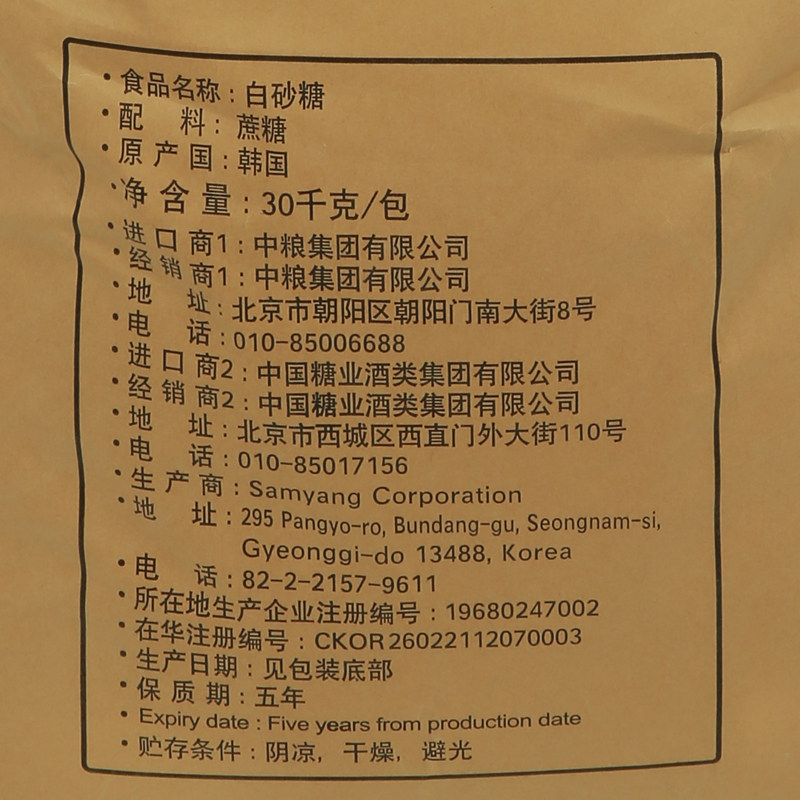 ·食品名称：白砂糖
·配 料：蔗糖
·原产国：韩国
·净含量：30千克/包
·进口商1：中粮集团有限公司
·经销商1：中粮集团有限公司
·地 址：北京市朝阳区朝阳门南大街8号
·电 话：010-85006688
·进口商2：中国糖业酒类集团有限公司
·经销商2：中国糖业酒类集团有限公司
·地 址：北京市西城区西直门外大街110号
·电 话：010-85017156
·生产商：Samyang Corporation
·地 址：295 Pangyo-ro, Bundang-gu, Seongnam-si,
Gyeonggi-do 13488, Korea
·电 话：82-2-2157-9611
·所在地生产企业注册编号：19680247002
·在华注册编号：CKOR26022112070003
·生产日期：见包装底部
·保质期：五年
·Expiry date : Five years from production date
·贮存条件：阴凉，干燥，避光